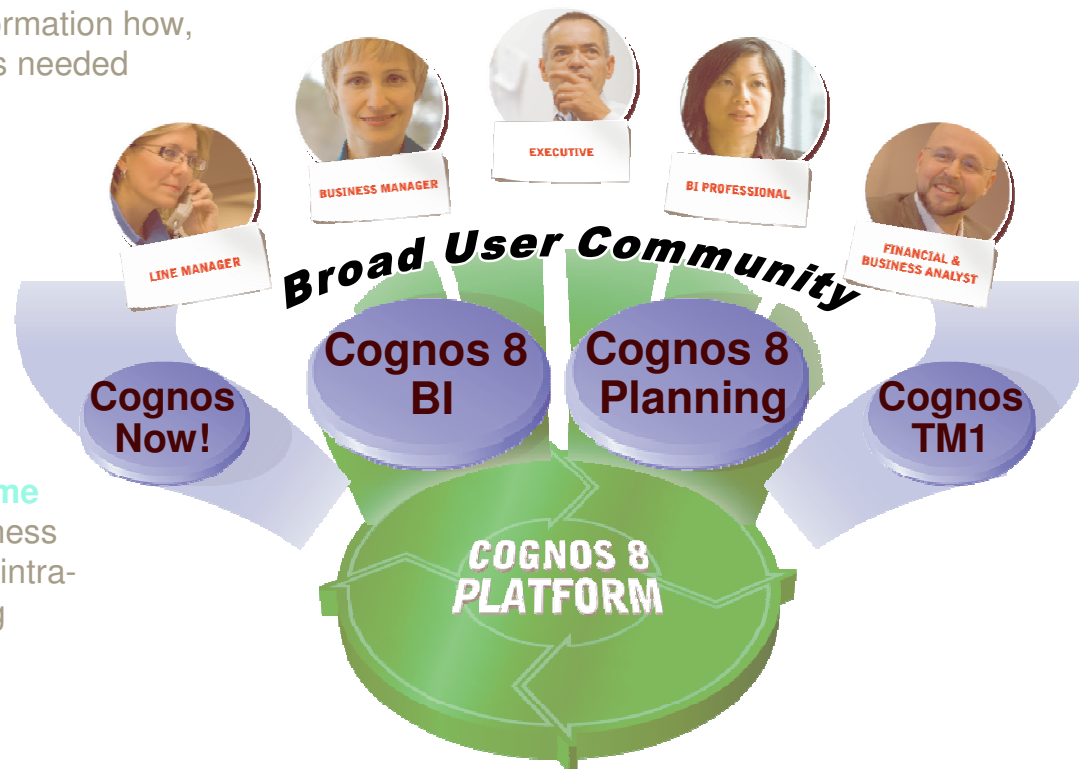 formation how,
s needed
EXECUTIVE
BUSINESS MANAGER
BI PROFESSIONAL
LINE MANAGER
FINANCIAL &
BUSINESS ANALYST
Broad User Community
Cognos 8
BI
Cognos 8
Planning
Cognos
Now!
Cognos
TM1
me
ness
intra-
g
COGNOS 8
PLATFORM